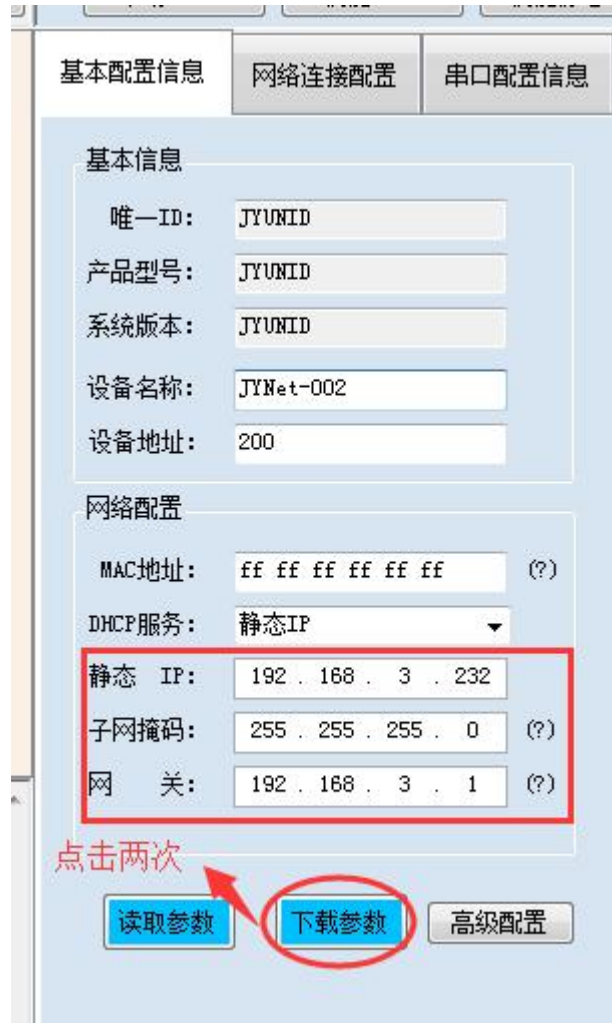 基本配置信息 网络连接配置 串口配置信息
基本信息
唯一ID: JYUNID
产品型号: JYUNID
系统版本: JYUNID
设备名称: JYNet-002
设备地址: 200
网络配置
MAC地址: ff ff ff ff ff ff (?)
DHCP服务: 静态IP
静态 IP: 192 . 168 . 3 . 232
子网掩码: 255 . 255 . 255 . 0 (?)
网 关: 192 . 168 . 3 . 1 (?)
点击两次
读取参数 下载参数 高级配置